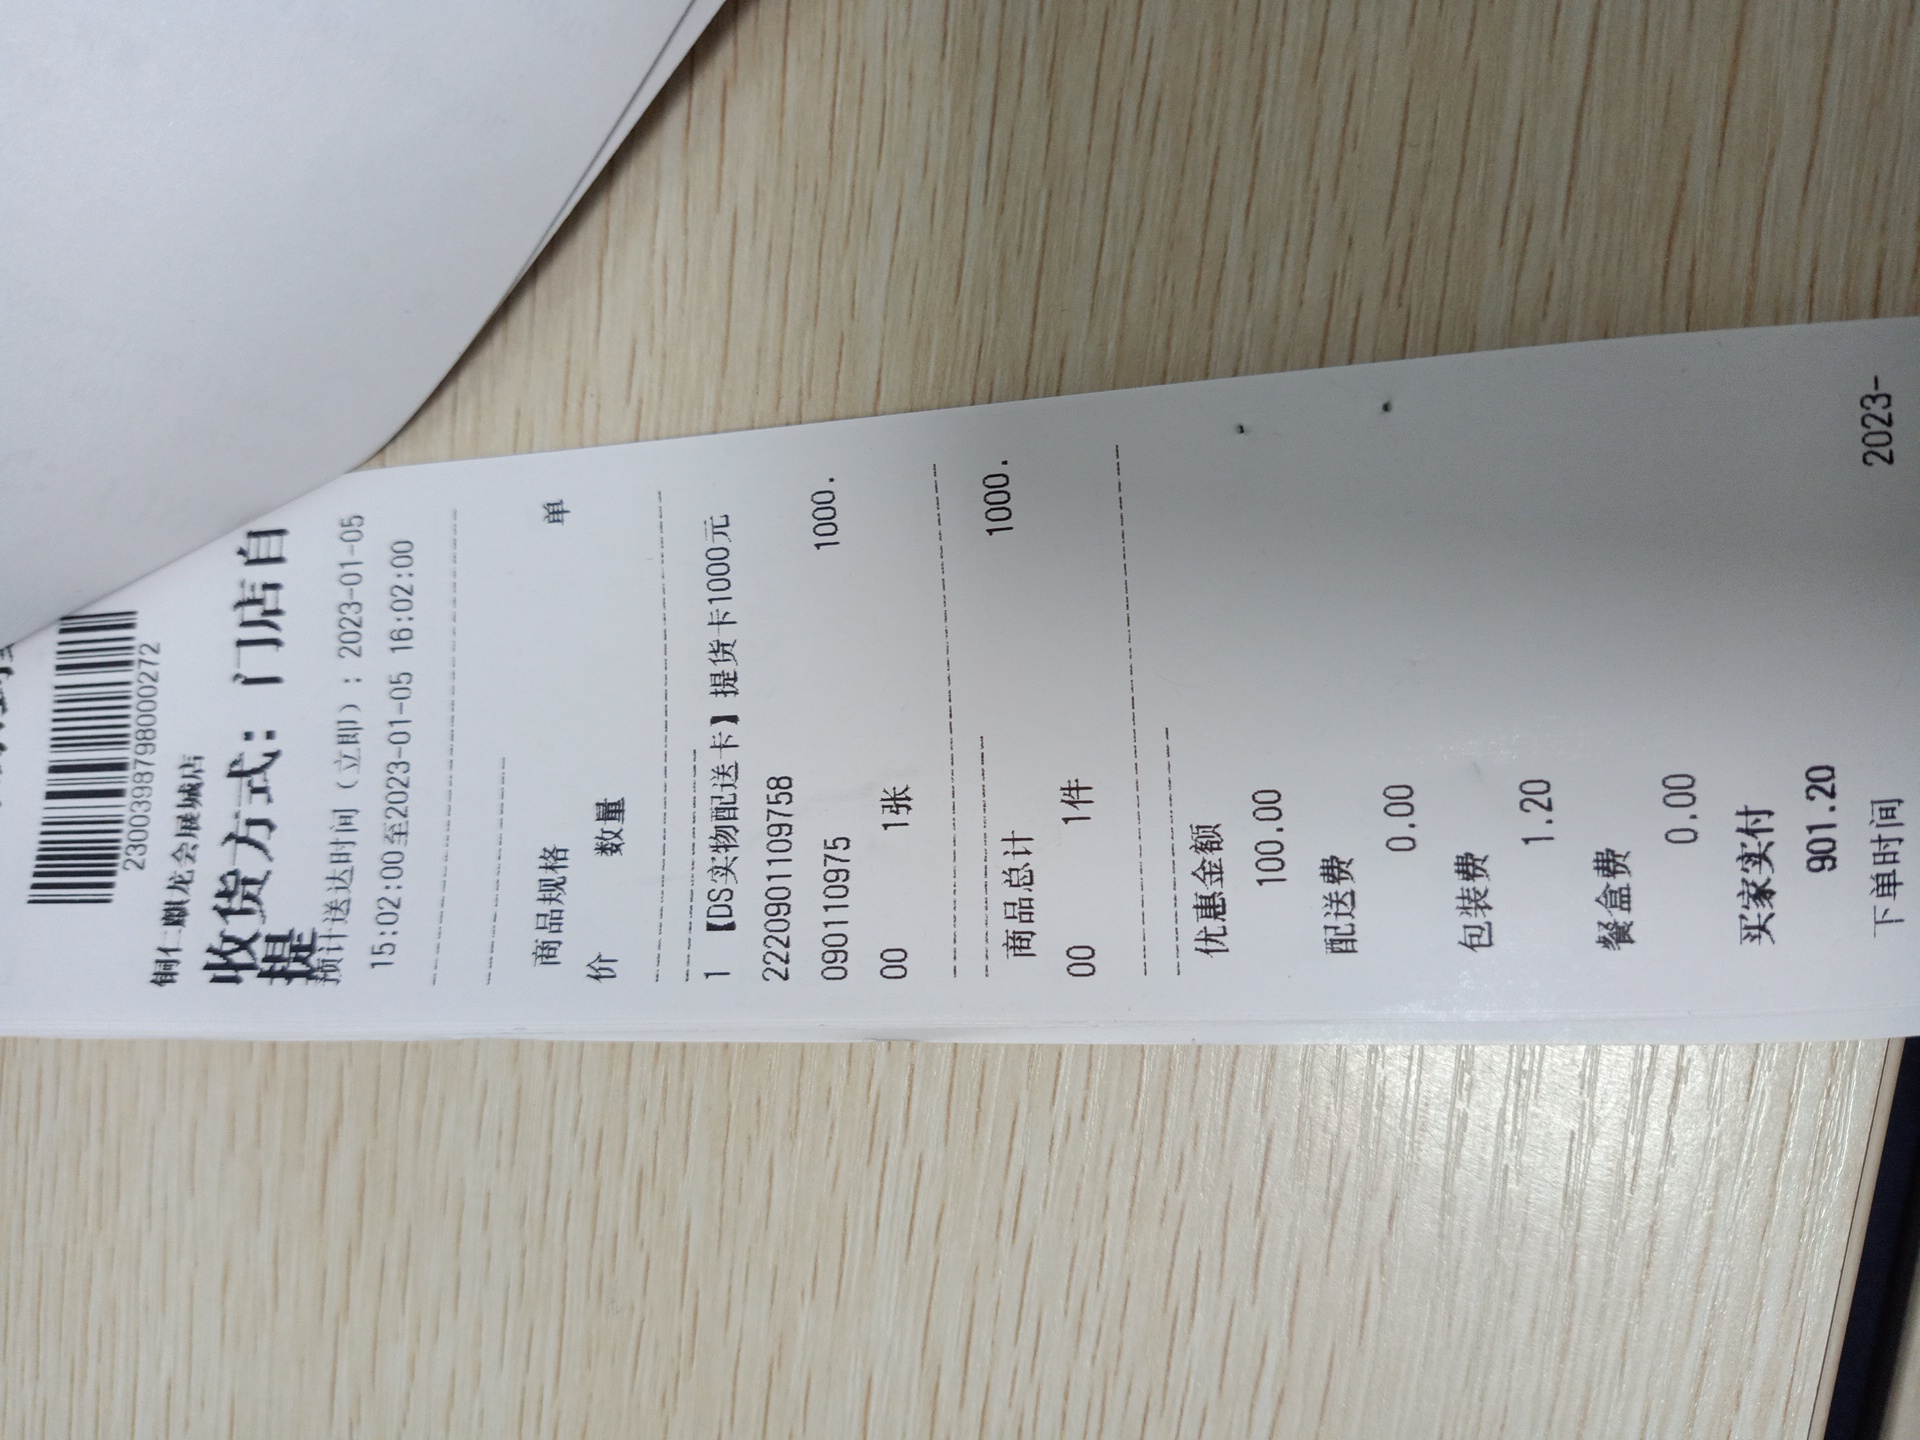 2300398798000272
铜仁麒龙会展城店
收货方式：门店自
提
预计送达时间（立即）：2023-01-05
15:02:00至2023-01-05 16:02:00
商品规格 单
价 数量
1 【DS实物配送卡】提货卡1000元
2220901109758
0901109975 1000.
00 1张
商品总计 1000.
00 1件
优惠金额
100.00
配送费
0.00
包装费
1.20
餐盒费
0.00
买家实付
901.20
下单时间 2023-